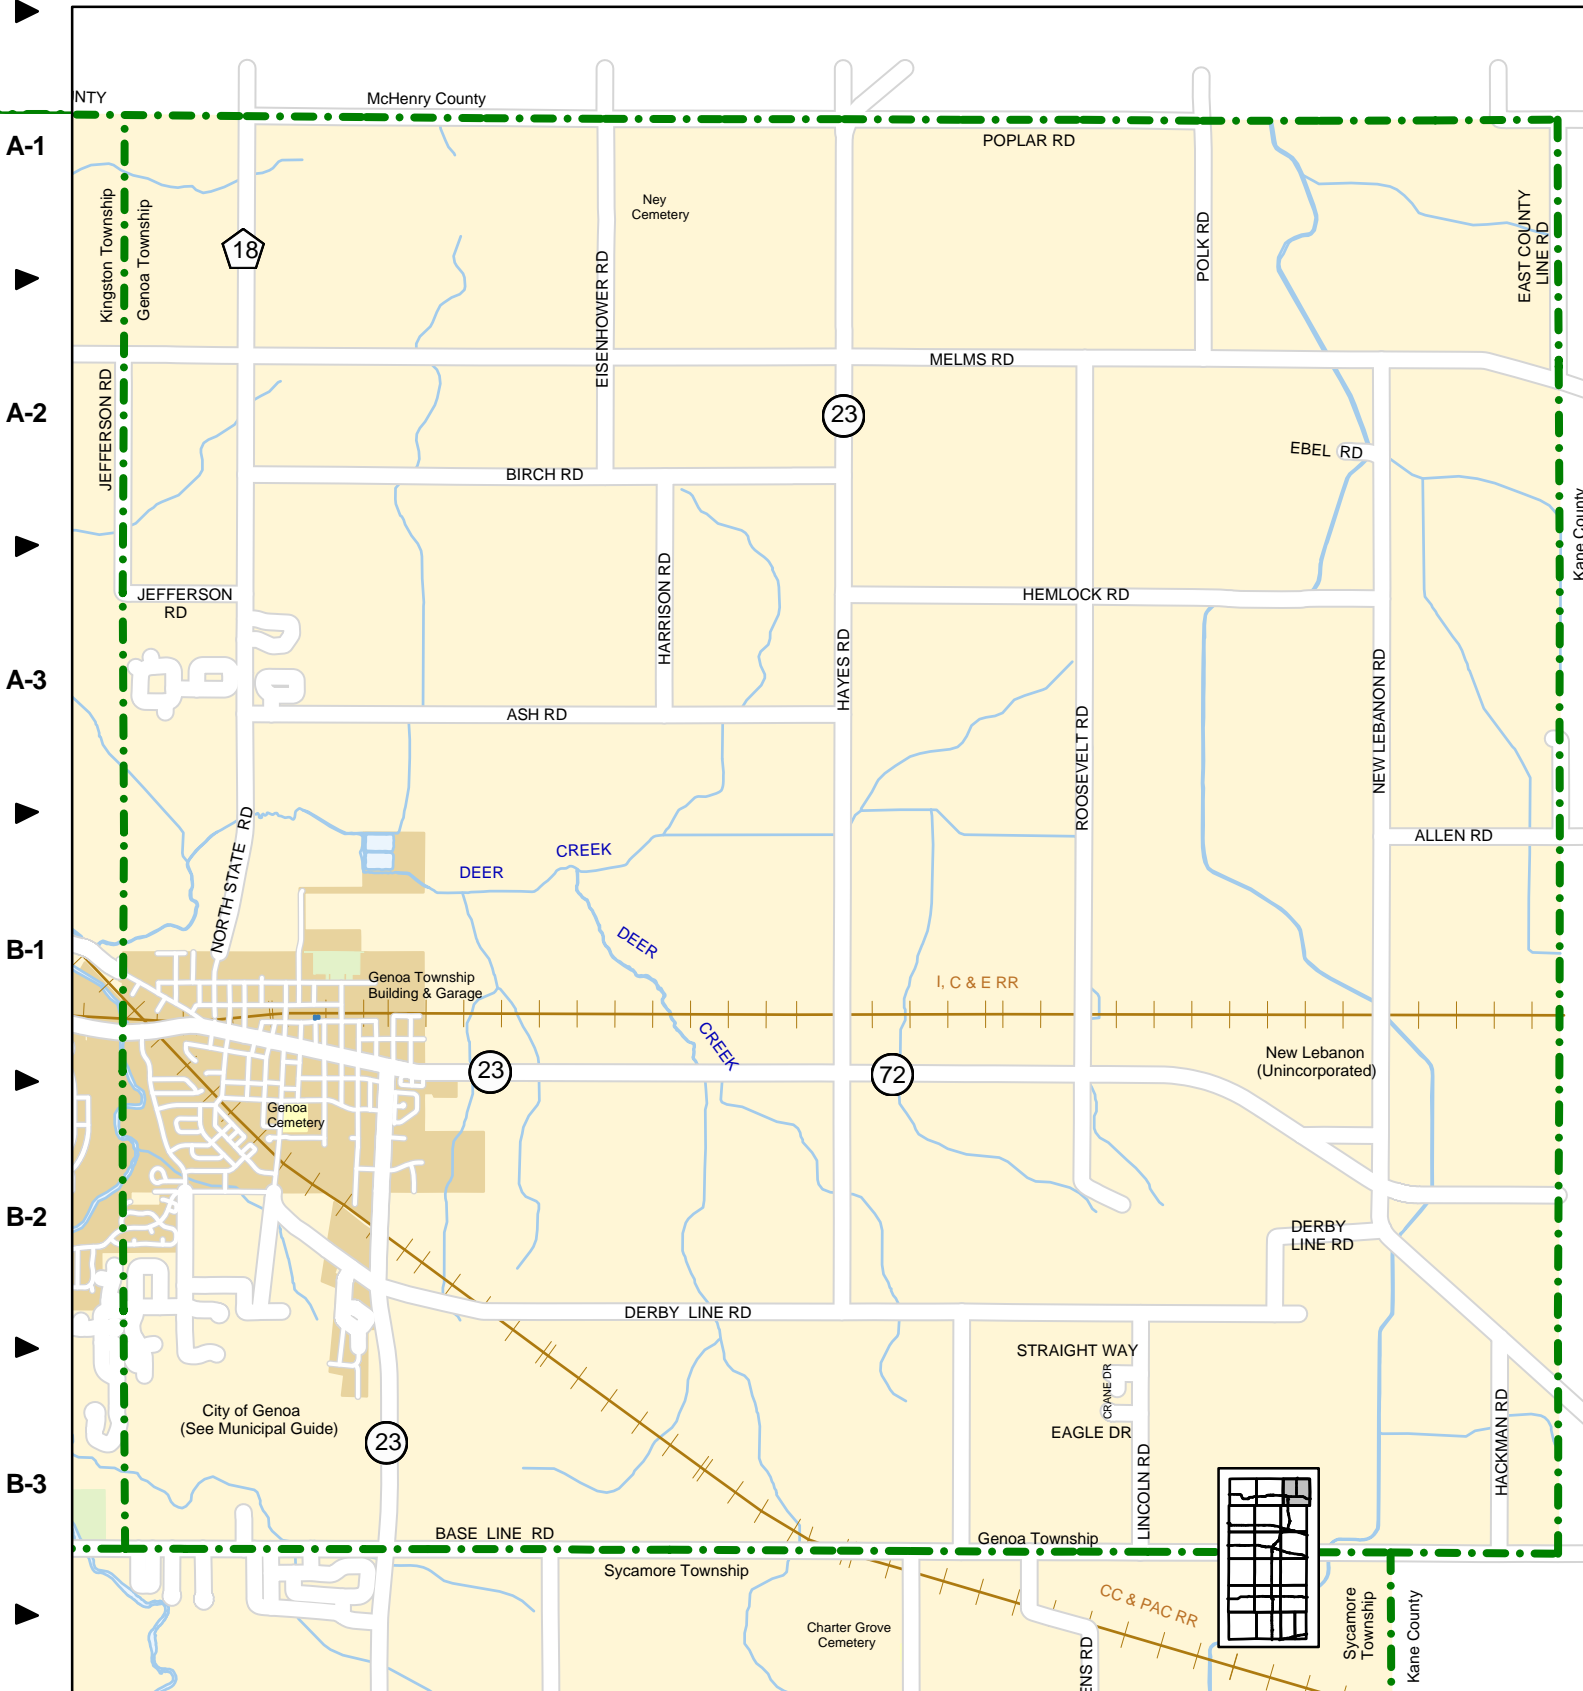 NTY
McHenry County
A-1
POPLAR RD
Ney
Cemetery
Kingston Township
Genoa Township
18
POLK RD
EAST COUNTY
LINE RD
EISENHOWER RD
MELMS RD
JEFFERSON RD
A-2
23
EBEL RD
BIRCH RD
Kane County
HARRISON RD
JEFFERSON
RD
HEMLOCK RD
HAYES RD
A-3
NEW LEBANON RD
ASH RD
ROOSEVELT RD
NORTH STATE RD
ALLEN RD
CREEK
DEER
DEER
B-1
Genoa Township
Building & Garage
I, C & E RR
CREEK
New Lebanon
(Unincorporated)
23
72
Genoa
Cemetery
B-2
DERBY
LINE RD
DERBY LINE RD
STRAIGHT WAY
CRANE DR
City of Genoa
(See Municipal Guide)
EAGLE DR
23
HACKMAN RD
LINCOLN RD
B-3
BASE LINE RD
Genoa Township
Sycamore Township
CC & PAC RR
Charter Grove
Cemetery
Sycamore
Township
Kane County
ENS RD